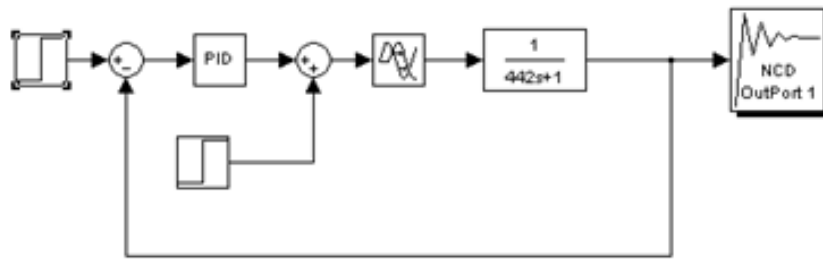 +
-
PID
+
+
1
442s+1
NCD
OutPort 1